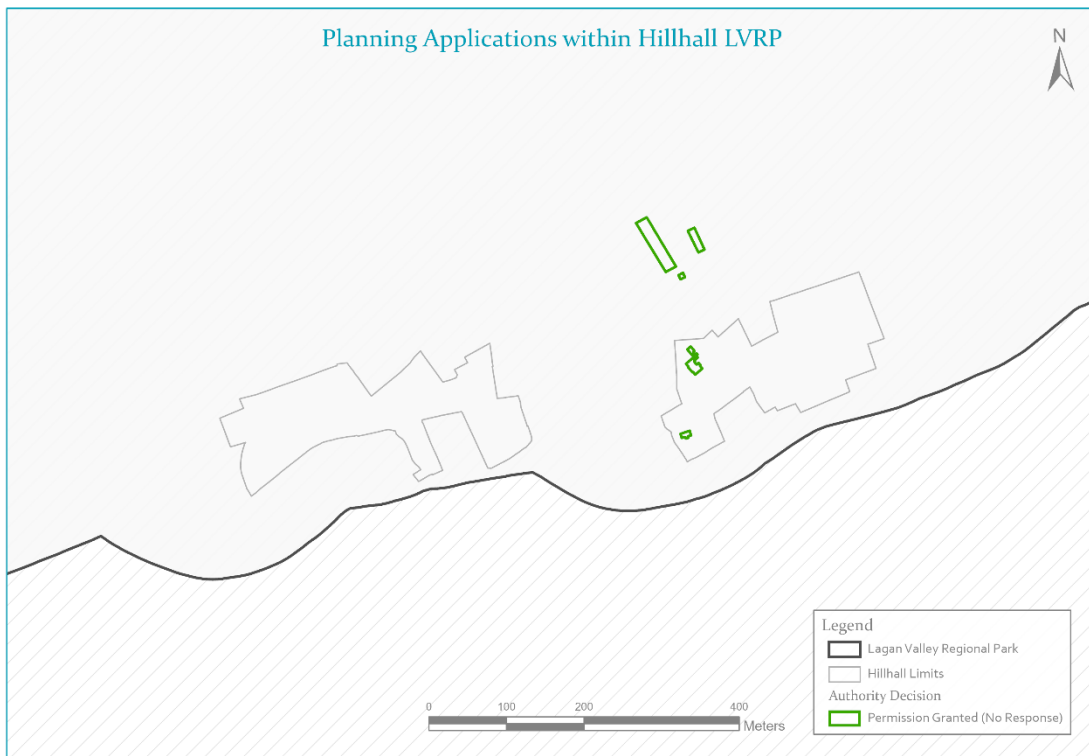 Planning Applications within Hillhall LVRP
N
Legend
Lagan Valley Regional Park
Hillhall Limits
Authority Decision
Permission Granted (No Response)
0 100 200 400
Meters